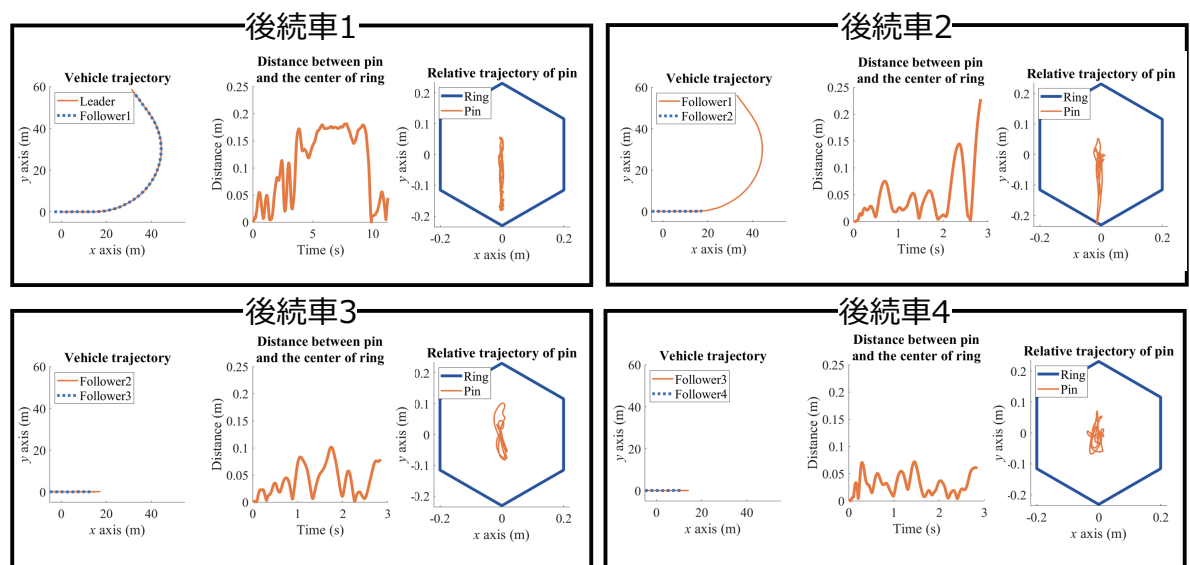 後続車1
Vehicle trajectory
60
40
20
0
y axis (m)
0
20
40
x axis (m)
Leader
Follower1
Distance between pin
and the center of ring
0.25
0.2
0.15
0.1
0.05
0
Distance (m)
0
5
10
Time (s)
Relative trajectory of pin
0.2
0.1
0
-0.1
-0.2
y axis (m)
-0.2
0
0.2
x axis (m)
Ring
Pin
後続車2
Vehicle trajectory
60
40
20
0
y axis (m)
0
20
40
x axis (m)
Follower1
Follower2
Distance between pin
and the center of ring
0.25
0.2
0.15
0.1
0.05
0
Distance (m)
0
1
2
3
Time (s)
Relative trajectory of pin
0.2
0.1
0
-0.1
-0.2
y axis (m)
-0.2
0
0.2
x axis (m)
Ring
Pin
後続車3
Vehicle trajectory
60
40
20
0
y axis (m)
0
20
40
x axis (m)
Follower2
Follower3
Distance between pin
and the center of ring
0.25
0.2
0.15
0.1
0.05
0
Distance (m)
0
1
2
3
Time (s)
Relative trajectory of pin
0.2
0.1
0
-0.1
-0.2
y axis (m)
-0.2
0
0.2
x axis (m)
Ring
Pin
後続車4
Vehicle trajectory
60
40
20
0
y axis (m)
0
20
40
x axis (m)
Follower3
Follower4
Distance between pin
and the center of ring
0.25
0.2
0.15
0.1
0.05
0
Distance (m)
0
1
2
3
Time (s)
Relative trajectory of pin
0.2
0.1
0
-0.1
-0.2
y axis (m)
-0.2
0
0.2
x axis (m)
Ring
Pin